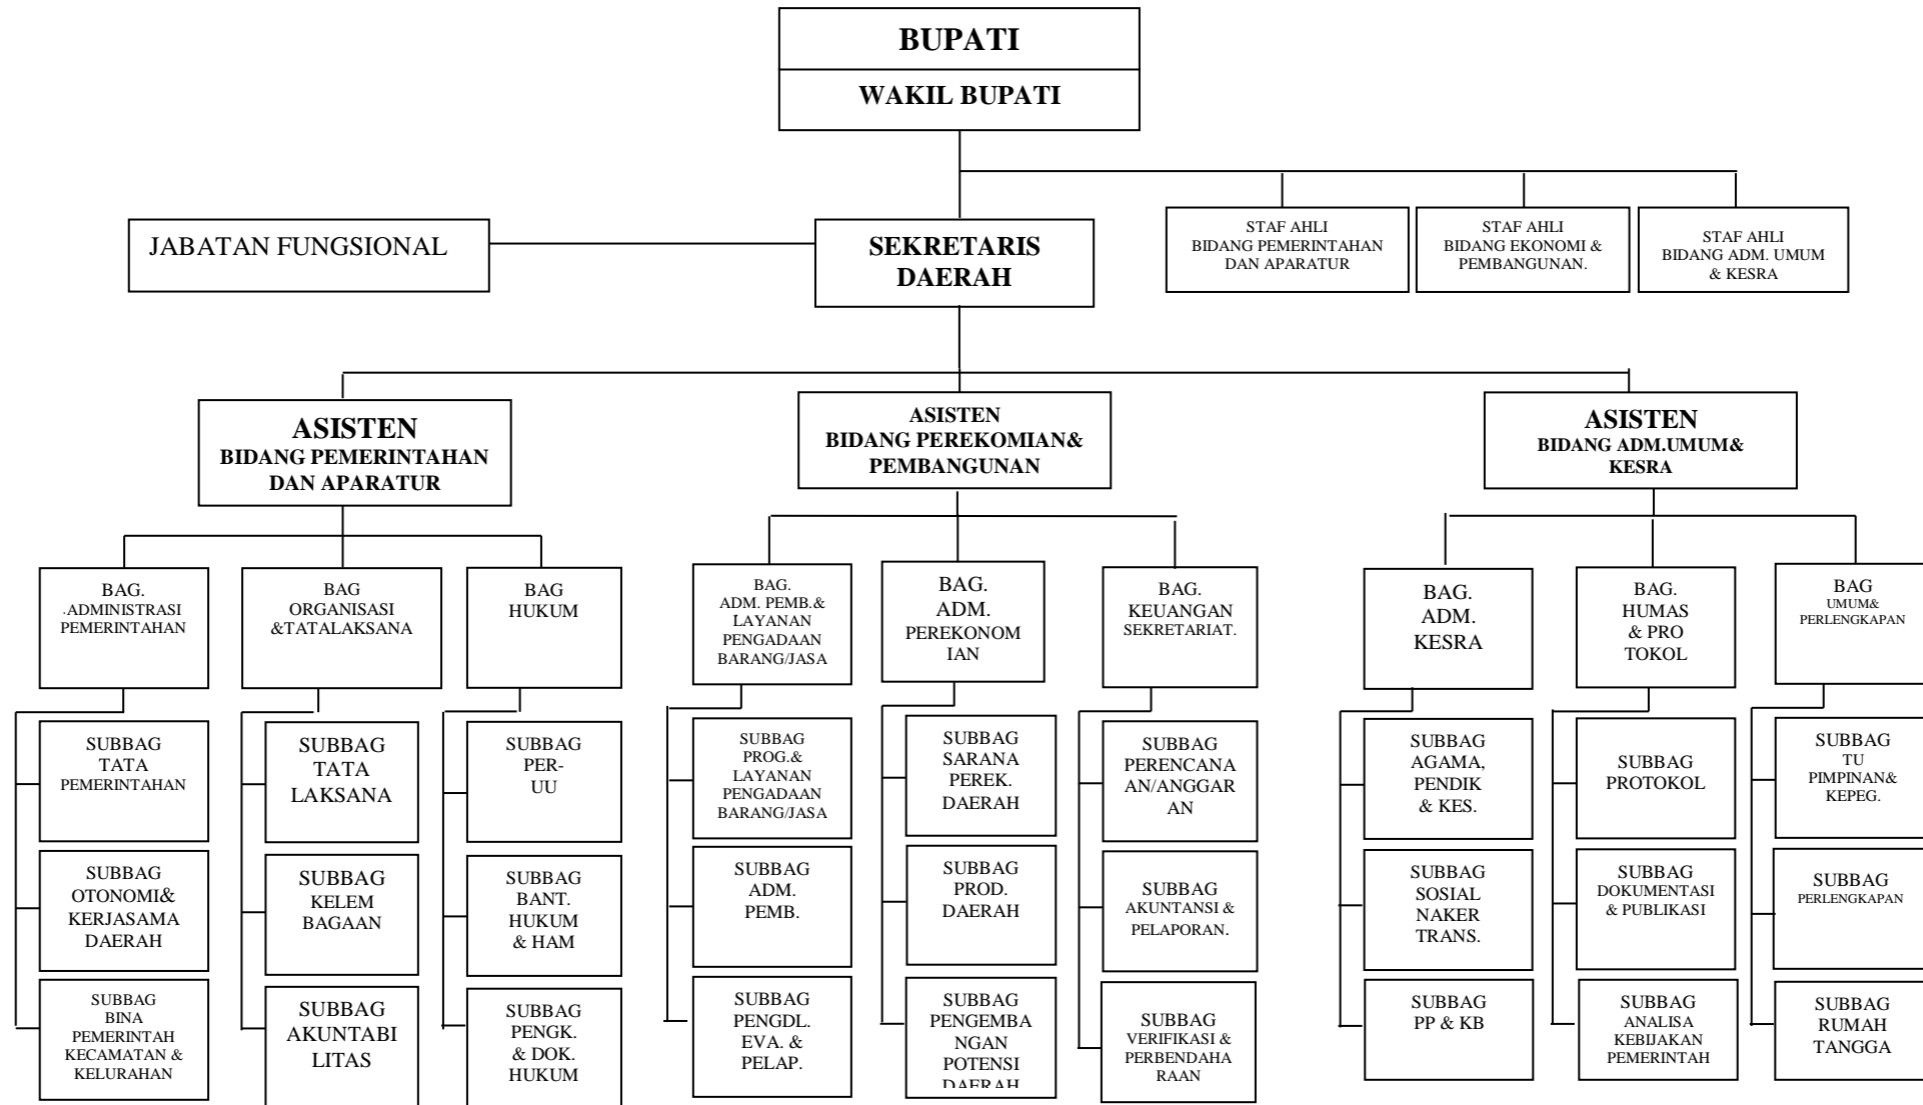 BUPATI
WAKIL BUPATI
JABATAN FUNGSIONAL
SEKRETARIS
DAERAH
STAF AHLI
BIDANG PEMERINTAHAN
DAN APARATUR
STAF AHLI
BIDANG EKONOMI &
PEMBANGUNAN.
STAF AHLI
BIDANG ADM. UMUM
& KESRA
ASISTEN
BIDANG PEMERINTAHAN
DAN APARATUR
ASISTEN
BIDANG PEREKOMIAN&
PEMBANGUNAN
ASISTEN
BIDANG ADM.UMUM&
KESRA
BAG.
.ADMINISTRASI
PEMERINTAHAN
BAG
ORGANISASI
&TATALAKSANA
BAG
HUKUM
BAG.
ADM. PEMB.&
LAYANAN
PENGADAAN
BARANG/JASA
BAG.
ADM.
PEREKONOM
IAN
BAG.
KEUANGAN
SEKRETARIAT.
BAG.
ADM.
KESRA
BAG.
HUMAS
& PRO
TOKOL
BAG
UMUM&
PERLENGKAPAN
SUBBAG
TATA
PEMERINTAHAN
SUBBAG
TATA
LAKSANA
SUBBAG
PER-
UU
SUBBAG
PROG.&
LAYANAN
PENGADAAN
BARANG/JASA
SUBBAG
SARANA
PEREK.
DAERAH
SUBBAG
PERENCANA
AN/ANGGAR
AN
SUBBAG
AGAMA,
PENDIK
& KES.
SUBBAG
PROTOKOL
SUBBAG
TU
PIMPINAN&
KEPEG.
SUBBAG
OTONOMI&
KERJASAMA
DAERAH
SUBBAG
KELEM
BAGAAN
SUBBAG
BANT.
HUKUM
& HAM
SUBBAG
ADM.
PEMB.
SUBBAG
PROD.
DAERAH
SUBBAG
AKUNTANSI &
PELAPORAN.
SUBBAG
SOSIAL
NAKER
TRANS.
SUBBAG
DOKUMENTASI
& PUBLIKASI
SUBBAG
PERLENGKAPAN
SUBBAG
BINA
PEMERINTAH
KECAMATAN &
KELURAHAN
SUBBAG
AKUNTABI
LITAS
SUBBAG
PENGK.
& DOK.
HUKUM
SUBBAG
PENGDL.
EVA. &
PELAP.
SUBBAG
PENGEMBA
NGAN
POTENSI
DAERAH
SUBBAG
VERIFIKASI &
PERBENDAHA
RAAN
SUBBAG
PP & KB
SUBBAG
ANALISA
KEBIJAKAN
PEMERINTAH
SUBBAG
RUMAH
TANGGA